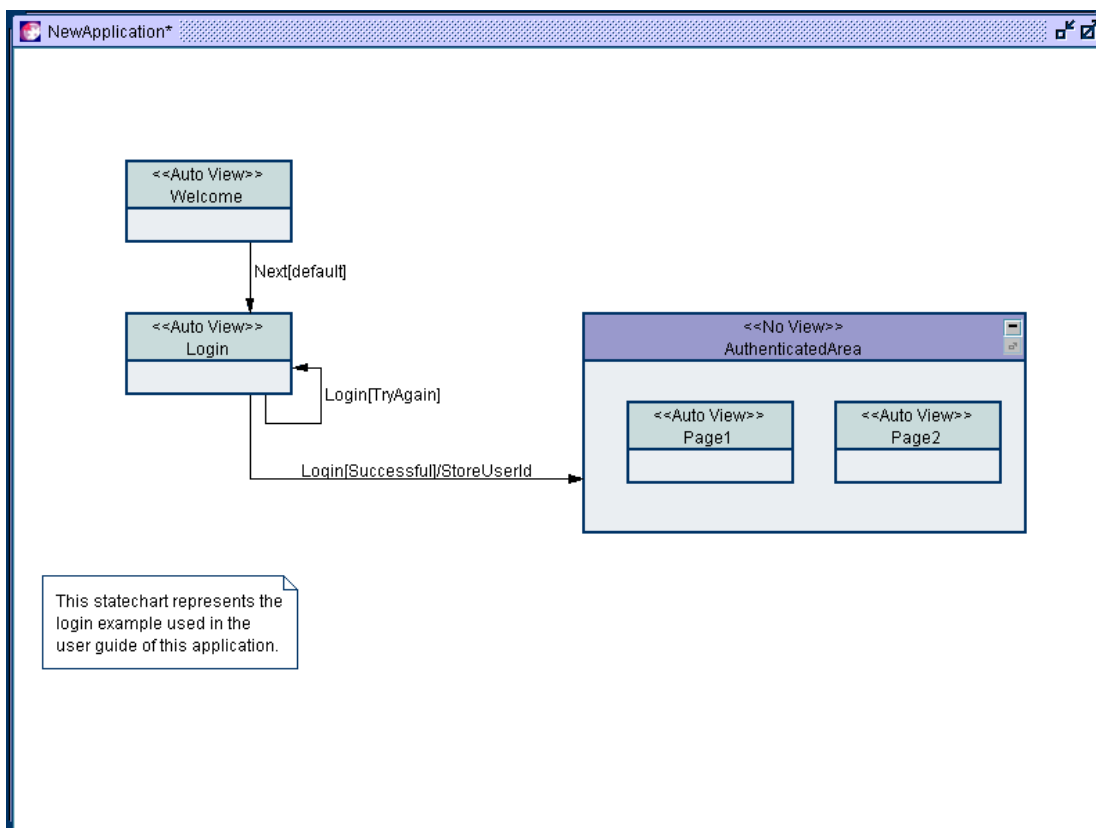 NewApplication*
<<Auto View>>
Welcome
Next[default]
<<Auto View>>
Login
Login[TryAgain]
Login[Successful]/StoreUserId
<<No View>>
AuthenticatedArea
<<Auto View>>
Page1
<<Auto View>>
Page2
This statechart represents the
login example used in the
user guide of this application.